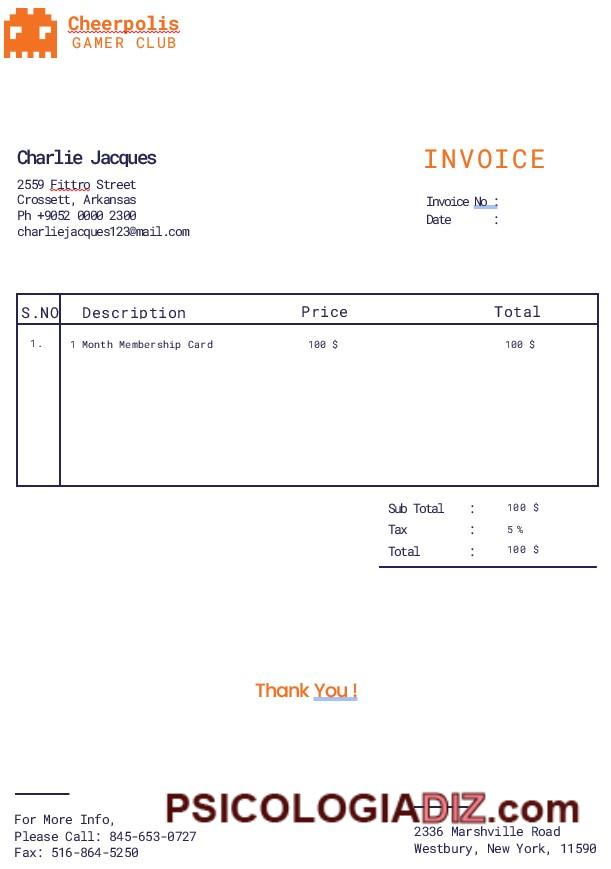 Cheerpolis
GAMER CLUB
Charlie Jacques
INVOICE
2559 Fittro Street
Crossett, Arkansas
Ph +9052 0000 2300
charliejacques123@mail.com
Invoice No :
Date :
S.NO Description Price Total
1. 1 Month Membership Card 100 $ 100 $
Sub Total : 100 $
Tax : 5 %
Total : 100 $
Thank You !
PSICOLOGIADIZ.com
For More Info,
Please Call: 845-653-0727
Fax: 516-864-5250
2336 Marshville Road
Westbury, New York, 11590